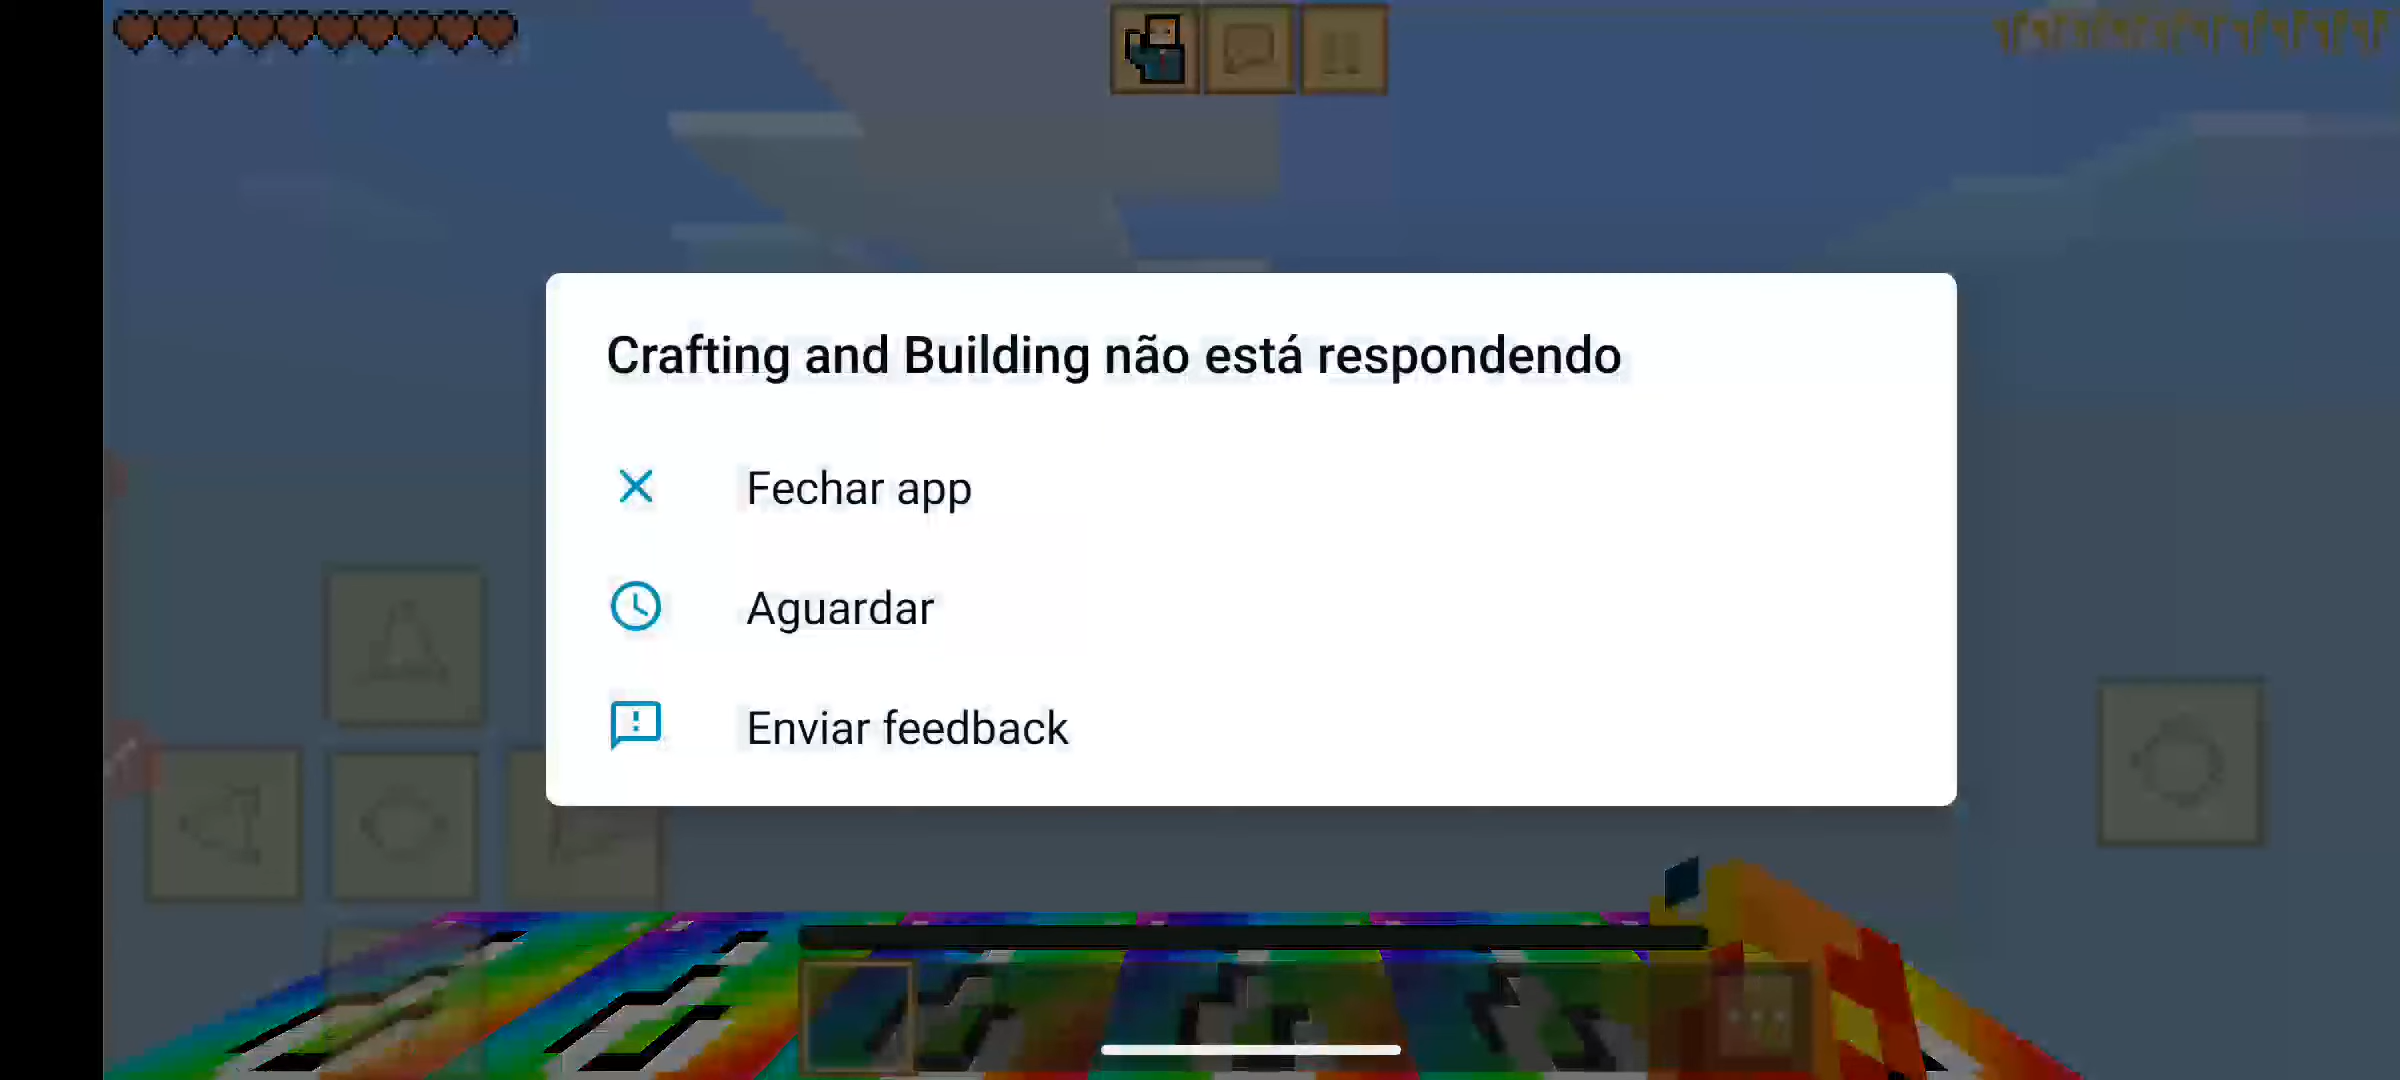 Crafting and Building não está respondendo
Fechar app
Aguardar
Enviar feedback